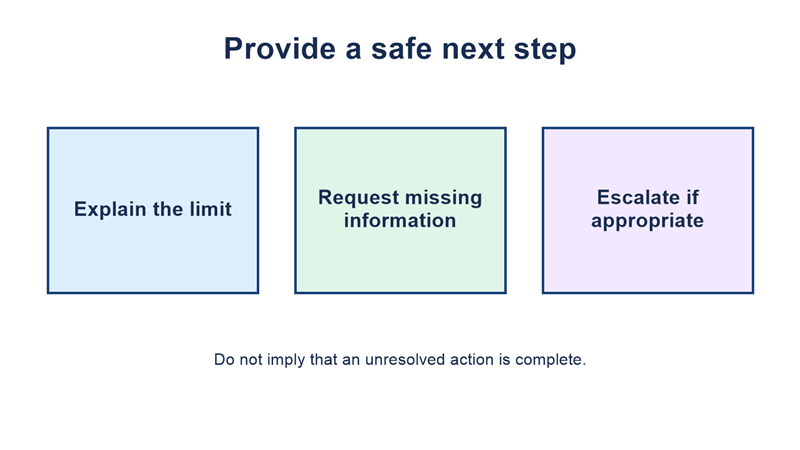 Provide a safe next step
Explain the limit
Request missing
information
Escalate if
appropriate
Do not imply that an unresolved action is complete.